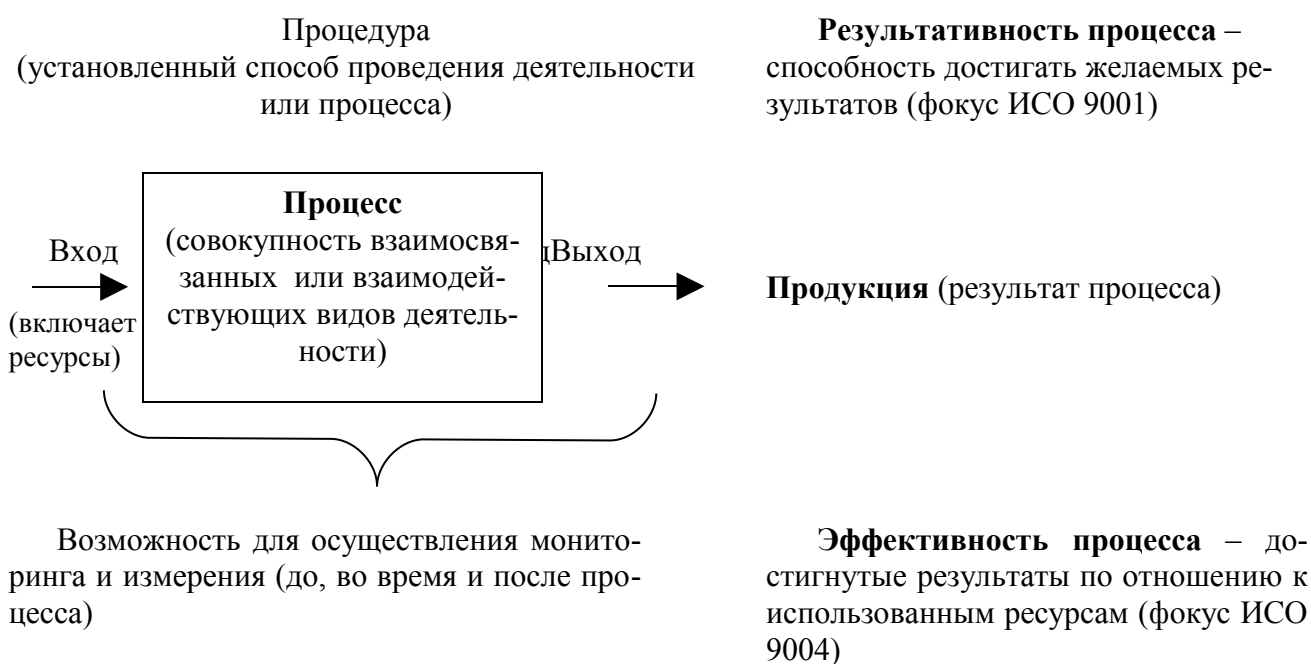 Процедура
(установленный способ проведения деятельности
или процесса)
Результативность процесса –
способность достигать желаемых ре-
зультатов (фокус ИСО 9001)
Вход
(включает
ресурсы)
Процесс
(совокупность взаимосвя-
занных или взаимодей-
ствующих видов деятель-
ности)
Выход
Продукция (результат процесса)
Возможность для осуществления монито-
ринга и измерения (до, во время и после про-
цесса)
Эффективность процесса – до-
стигнутые результаты по отношению к
использованным ресурсам (фокус ИСО
9004)